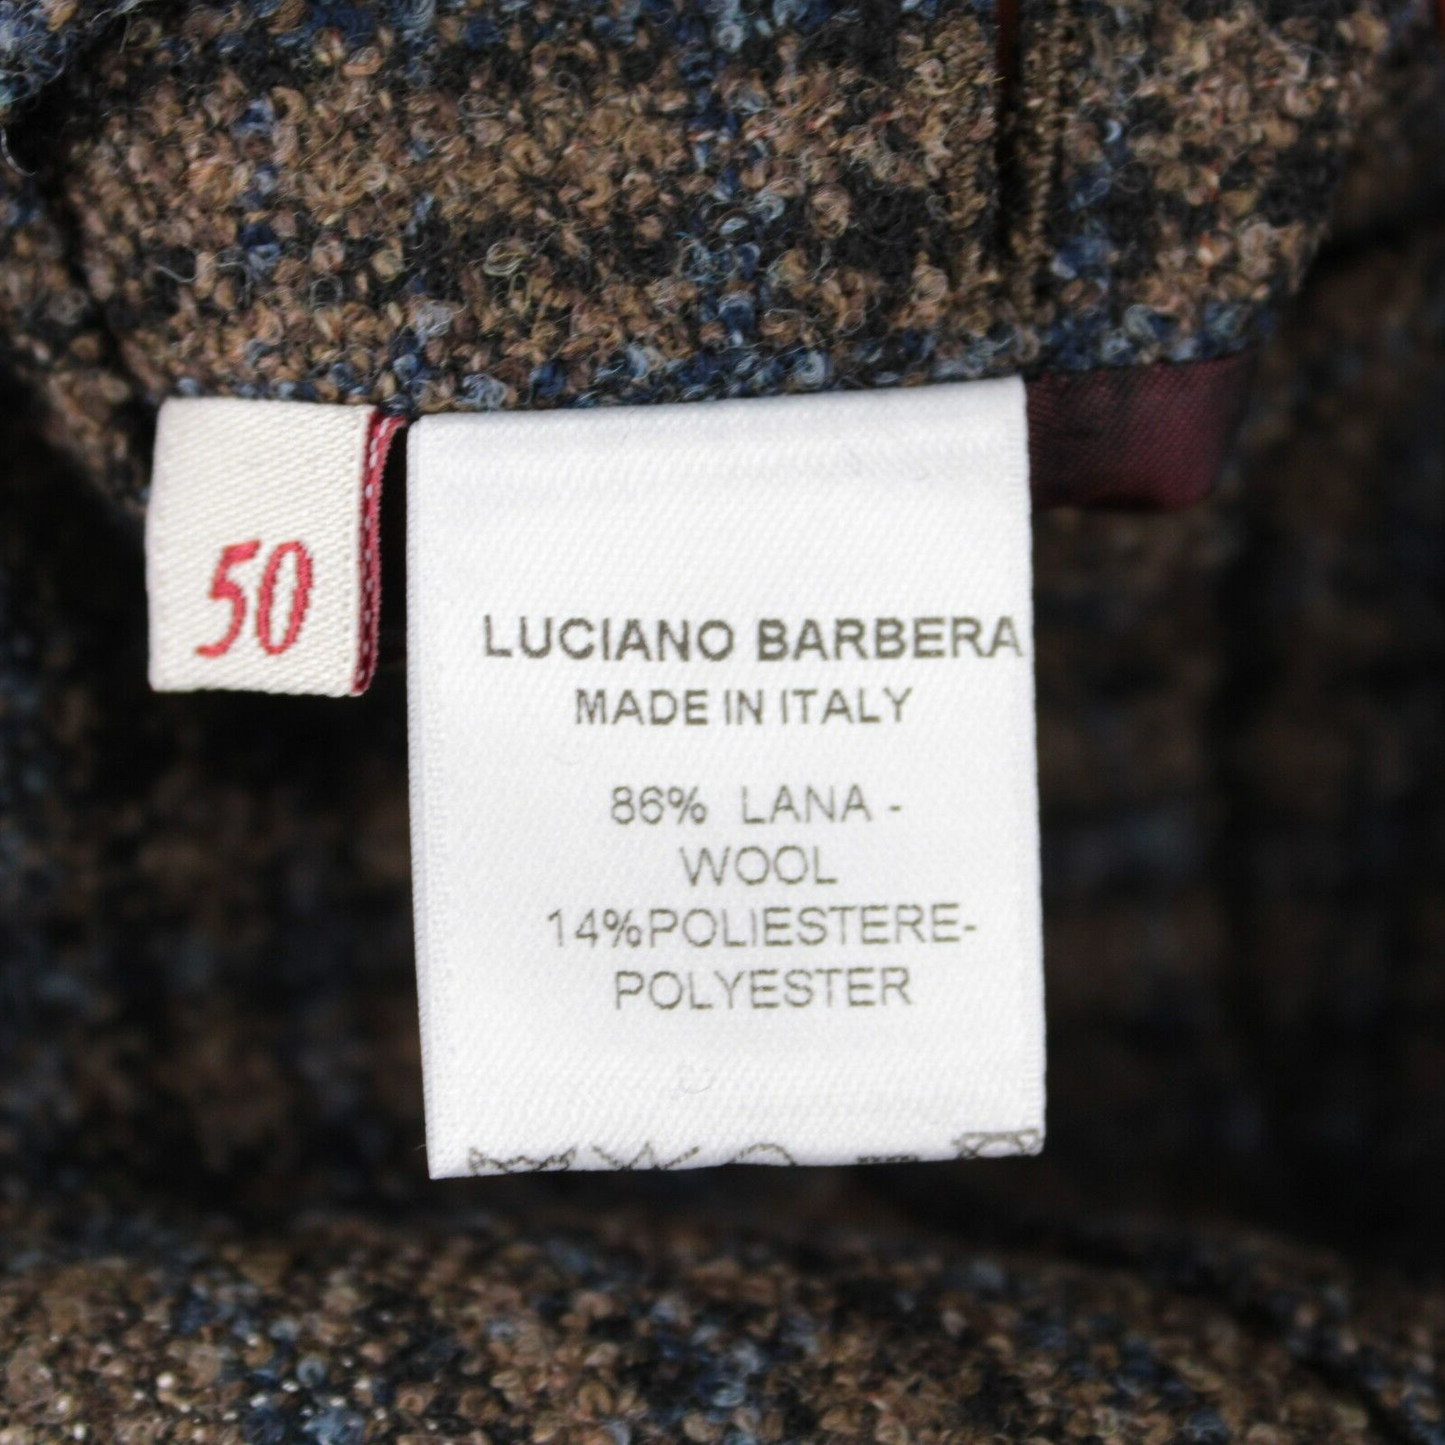 50
LUCIANO BARBERA
MADE IN ITALY
86% LANA -
WOOL
14%POLIESTERE-
POLYESTER